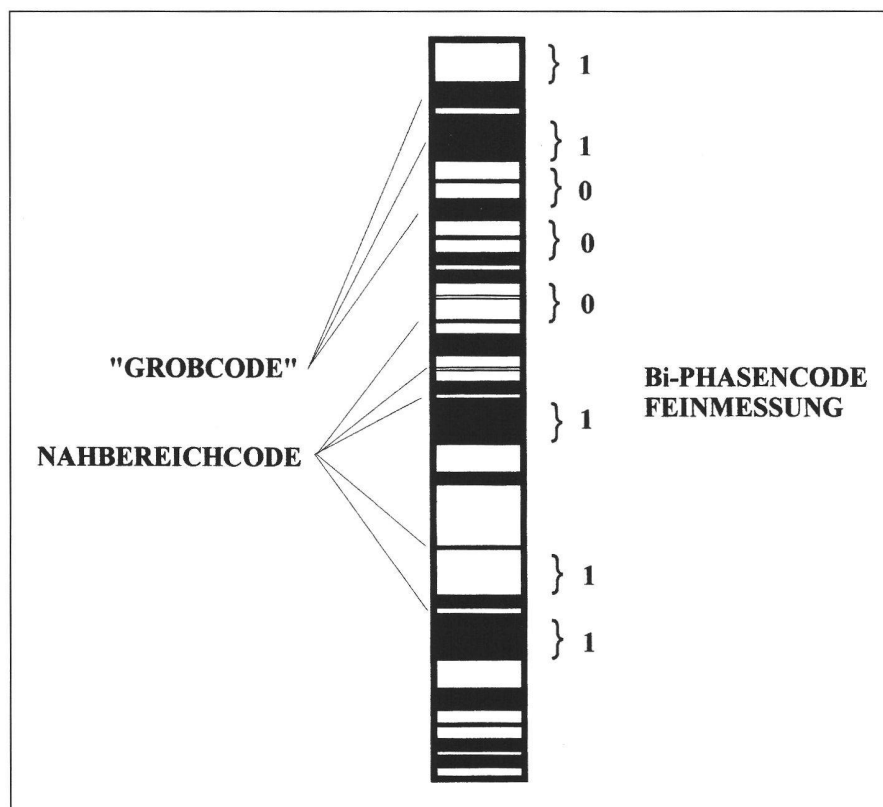 } 1
} 1
} 0
} 0
} 0
"GROBCODE"
Bi-PHASENCODE
FEINMESSUNG
} 1
NAHBEREICHCODE
} 1
} 1